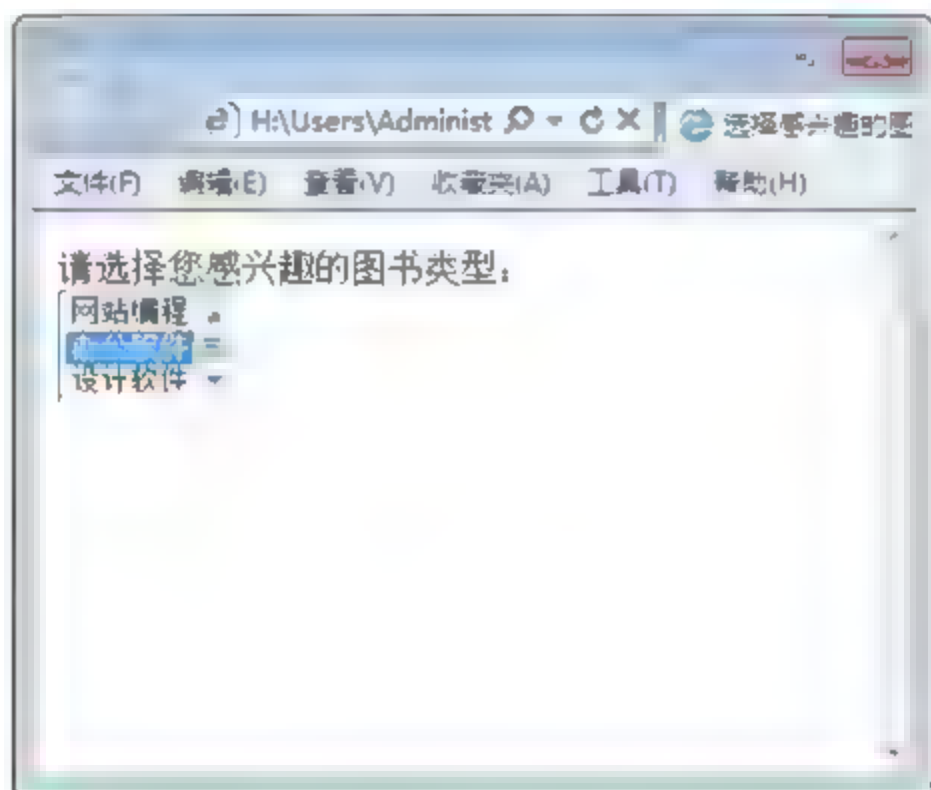 H:\Users\Administ 选择感兴趣的图
文件(F) 编辑(E) 查看(V) 收藏夹(A) 工具(T) 帮助(H)
请选择您感兴趣的图书类型：
网站编程
办公软件
设计软件